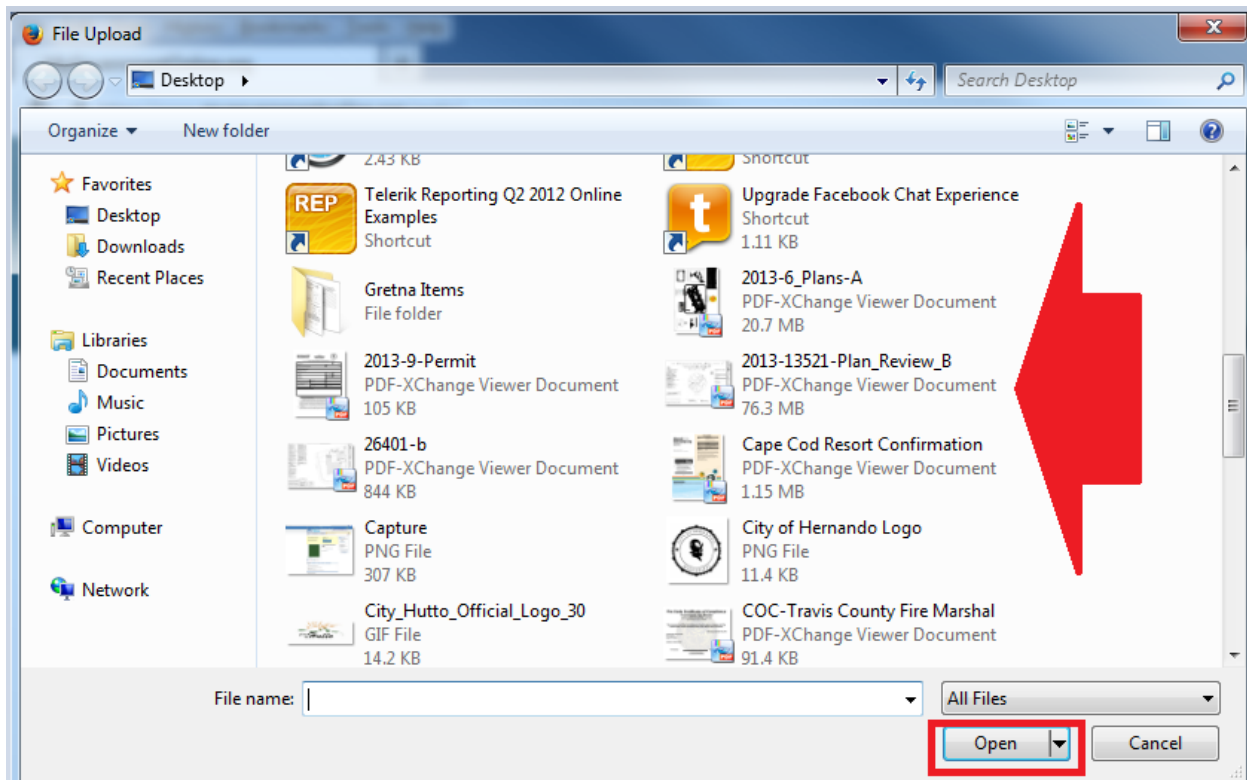 File Upload
Desktop
Search Desktop
Organize
New folder
Favorites
Desktop
Downloads
Recent Places
Libraries
Documents
Music
Pictures
Videos
Computer
Network
2.43 KB
Shortcut
REP
Telerik Reporting Q2 2012 Online
Examples
Shortcut
t
Upgrade Facebook Chat Experience
Shortcut
1.11 KB
Gretna Items
File folder
2013-6_Plans-A
PDF-XChange Viewer Document
20.7 MB
2013-9-Permit
PDF-XChange Viewer Document
105 KB
2013-13521-Plan_Review_B
PDF-XChange Viewer Document
76.3 MB
26401-b
PDF-XChange Viewer Document
844 KB
Cape Cod Resort Confirmation
PDF-XChange Viewer Document
1.15 MB
Capture
PNG File
307 KB
City of Hernando Logo
PNG File
11.4 KB
City_Hutto_Official_Logo_30
GIF File
14.2 KB
COC-Travis County Fire Marshal
PDF-XChange Viewer Document
91.4 KB
File name:
All Files
Open
Cancel